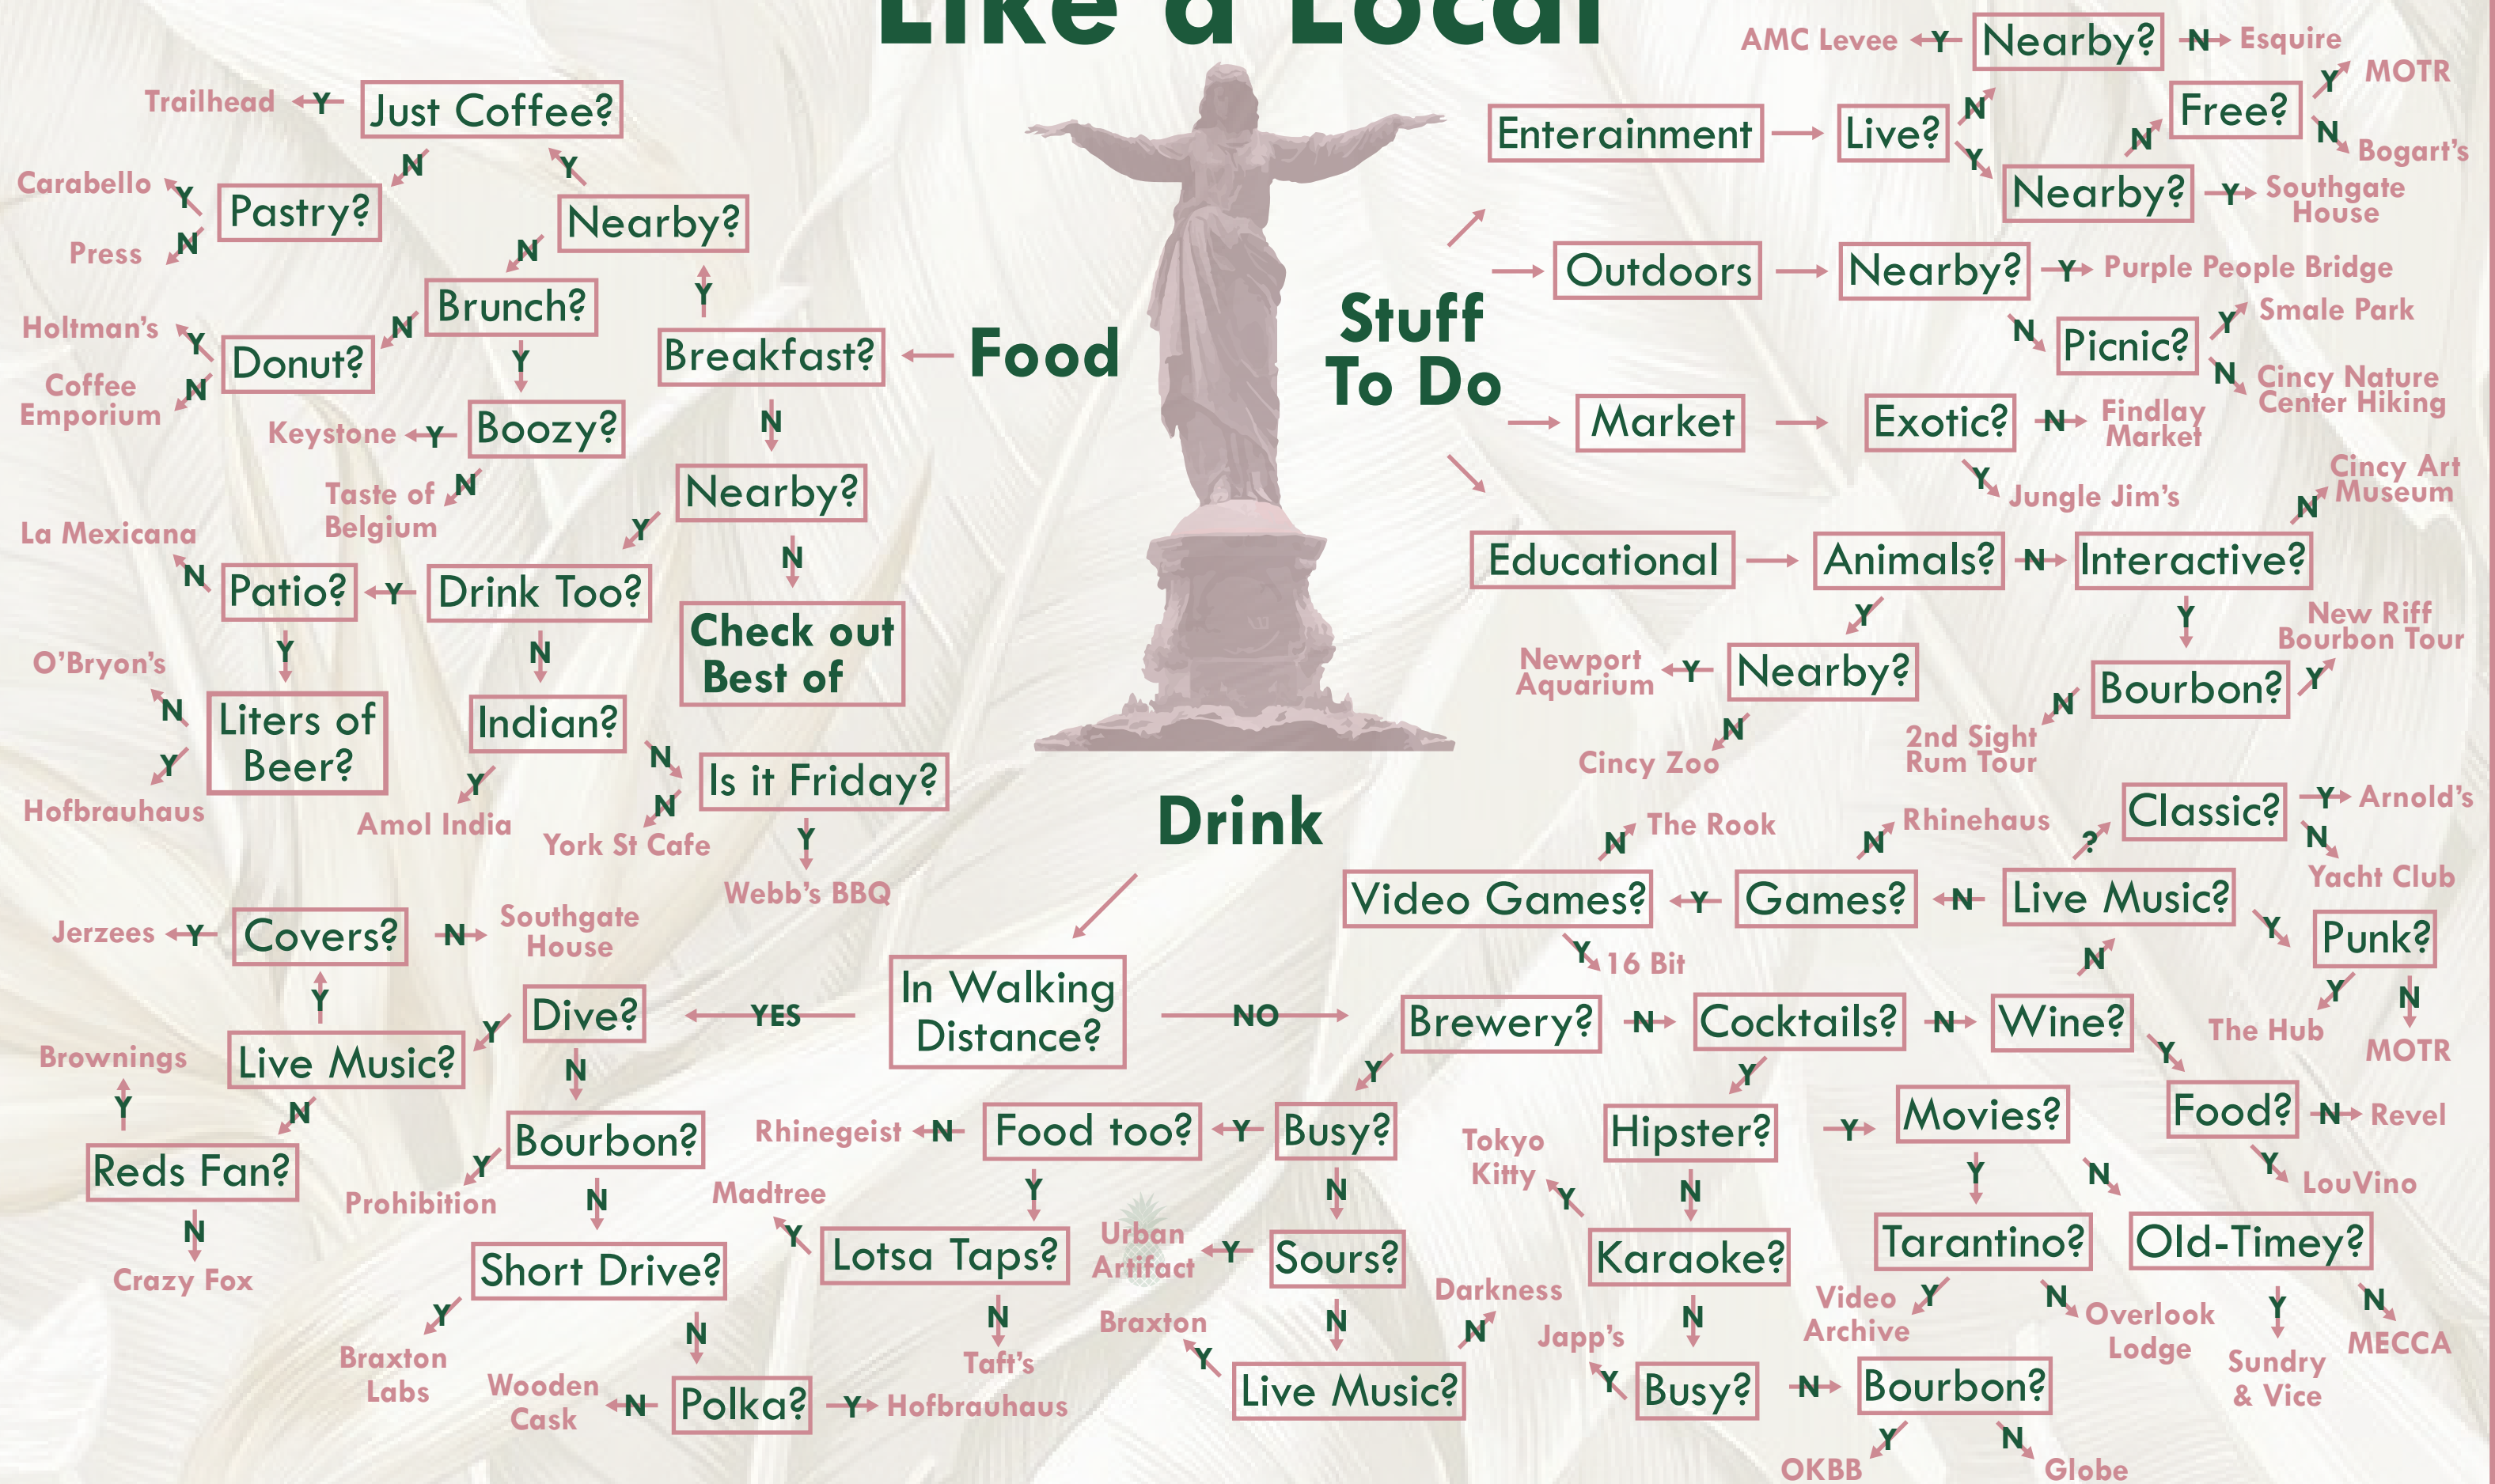 Like a Local
AMC Levee
Y
Nearby?
N
Esquire
Trailhead
Y
Just Coffee?
N
Y
Carabello
Y
Pastry?
Press
N
Nearby?
N
Y
Brunch?
N
Y
Holtman's
Y
Donut?
Coffee
Emporium
N
Breakfast?
Food
N
Keystone
Y
Boozy?
Taste of
Belgium
N
Nearby?
Y
N
Check out
Best of
La Mexicana
N
Patio?
Y
Drink Too?
Y
N
O'Bryon's
N
Liters of
Beer?
Y
Hofbrauhaus
Indian?
Y
Amol India
N
Is it Friday?
N
York St Cafe
Y
Webb's BBQ
Stuff
To Do
Enterainment
Live?
N
Y
Free?
Y
MOTR
N
Bogart's
N
Nearby?
Y
Southgate
House
Outdoors
Nearby?
Y
Purple People Bridge
N
Picnic?
Y
Smale Park
N
Cincy Nature
Center Hiking
Market
Exotic?
N
Findlay
Market
Y
Jungle Jim's
Educational
Animals?
N
Interactive?
N
Cincy Art
Museum
Y
Y
Newport
Aquarium
Y
Nearby?
N
Cincy Zoo
Bourbon?
Y
New Riff
Bourbon Tour
N
2nd Sight
Rum Tour
Drink
In Walking
Distance?
YES
NO
Jerzees
Y
Covers?
N
Southgate
House
Y
Dive?
Y
N
Live Music?
N
Brownings
Y
Reds Fan?
N
Crazy Fox
Bourbon?
Y
Prohibition
N
Short Drive?
Y
Braxton
Labs
N
Wooden
Cask
N
Polka?
Y
Hofbrauhaus
The Rook
N
Video Games?
Y
Games?
N
Rhinehaus
N
Live Music?
?
Classic?
Y
Arnold's
N
Yacht Club
Y
16 Bit
Y
Punk?
Y
The Hub
N
MOTR
Brewery?
N
Cocktails?
N
Wine?
N
Y
Y
Y
Rhinegeist
N
Food too?
Y
Busy?
Y
N
Madtree
Y
Lotsa Taps?
N
Taft's
Urban
Artifact
Y
Sours?
N
Braxton
Y
Live Music?
N
Darkness
Hipster?
Y
Movies?
N
Y
N
Tokyo
Kitty
Y
Karaoke?
N
Japp's
Y
Busy?
N
Bourbon?
Y
OKBB
N
Globe
Tarantino?
Y
Video
Archive
N
Overlook
Lodge
Old-Timey?
Y
Sundry
& Vice
N
MECCA
Food?
N
Revel
Y
LouVino